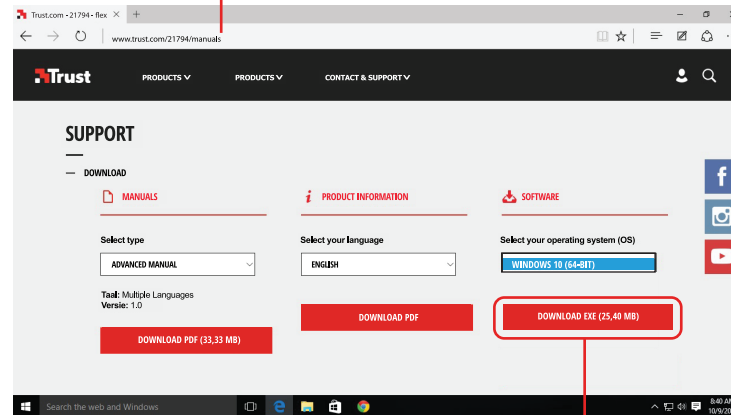 Trust.com - 21794 - flex
www.trust.com/21794/manuals
Trust
PRODUCTS
PRODUCTS
CONTACT & SUPPORT
SUPPORT
DOWNLOAD
MANUALS
PRODUCT INFORMATION
SOFTWARE
Select type
Select your language
Select your operating system (OS)
ADVANCED MANUAL
ENGLISH
WINDOWS 10 (64-BIT)
Taal: Multiple Languages
Versie: 1.0
DOWNLOAD PDF (33,33 MB)
DOWNLOAD PDF
DOWNLOAD EXE (25,40 MB)
Search the web and Windows
8:40
10/9/20